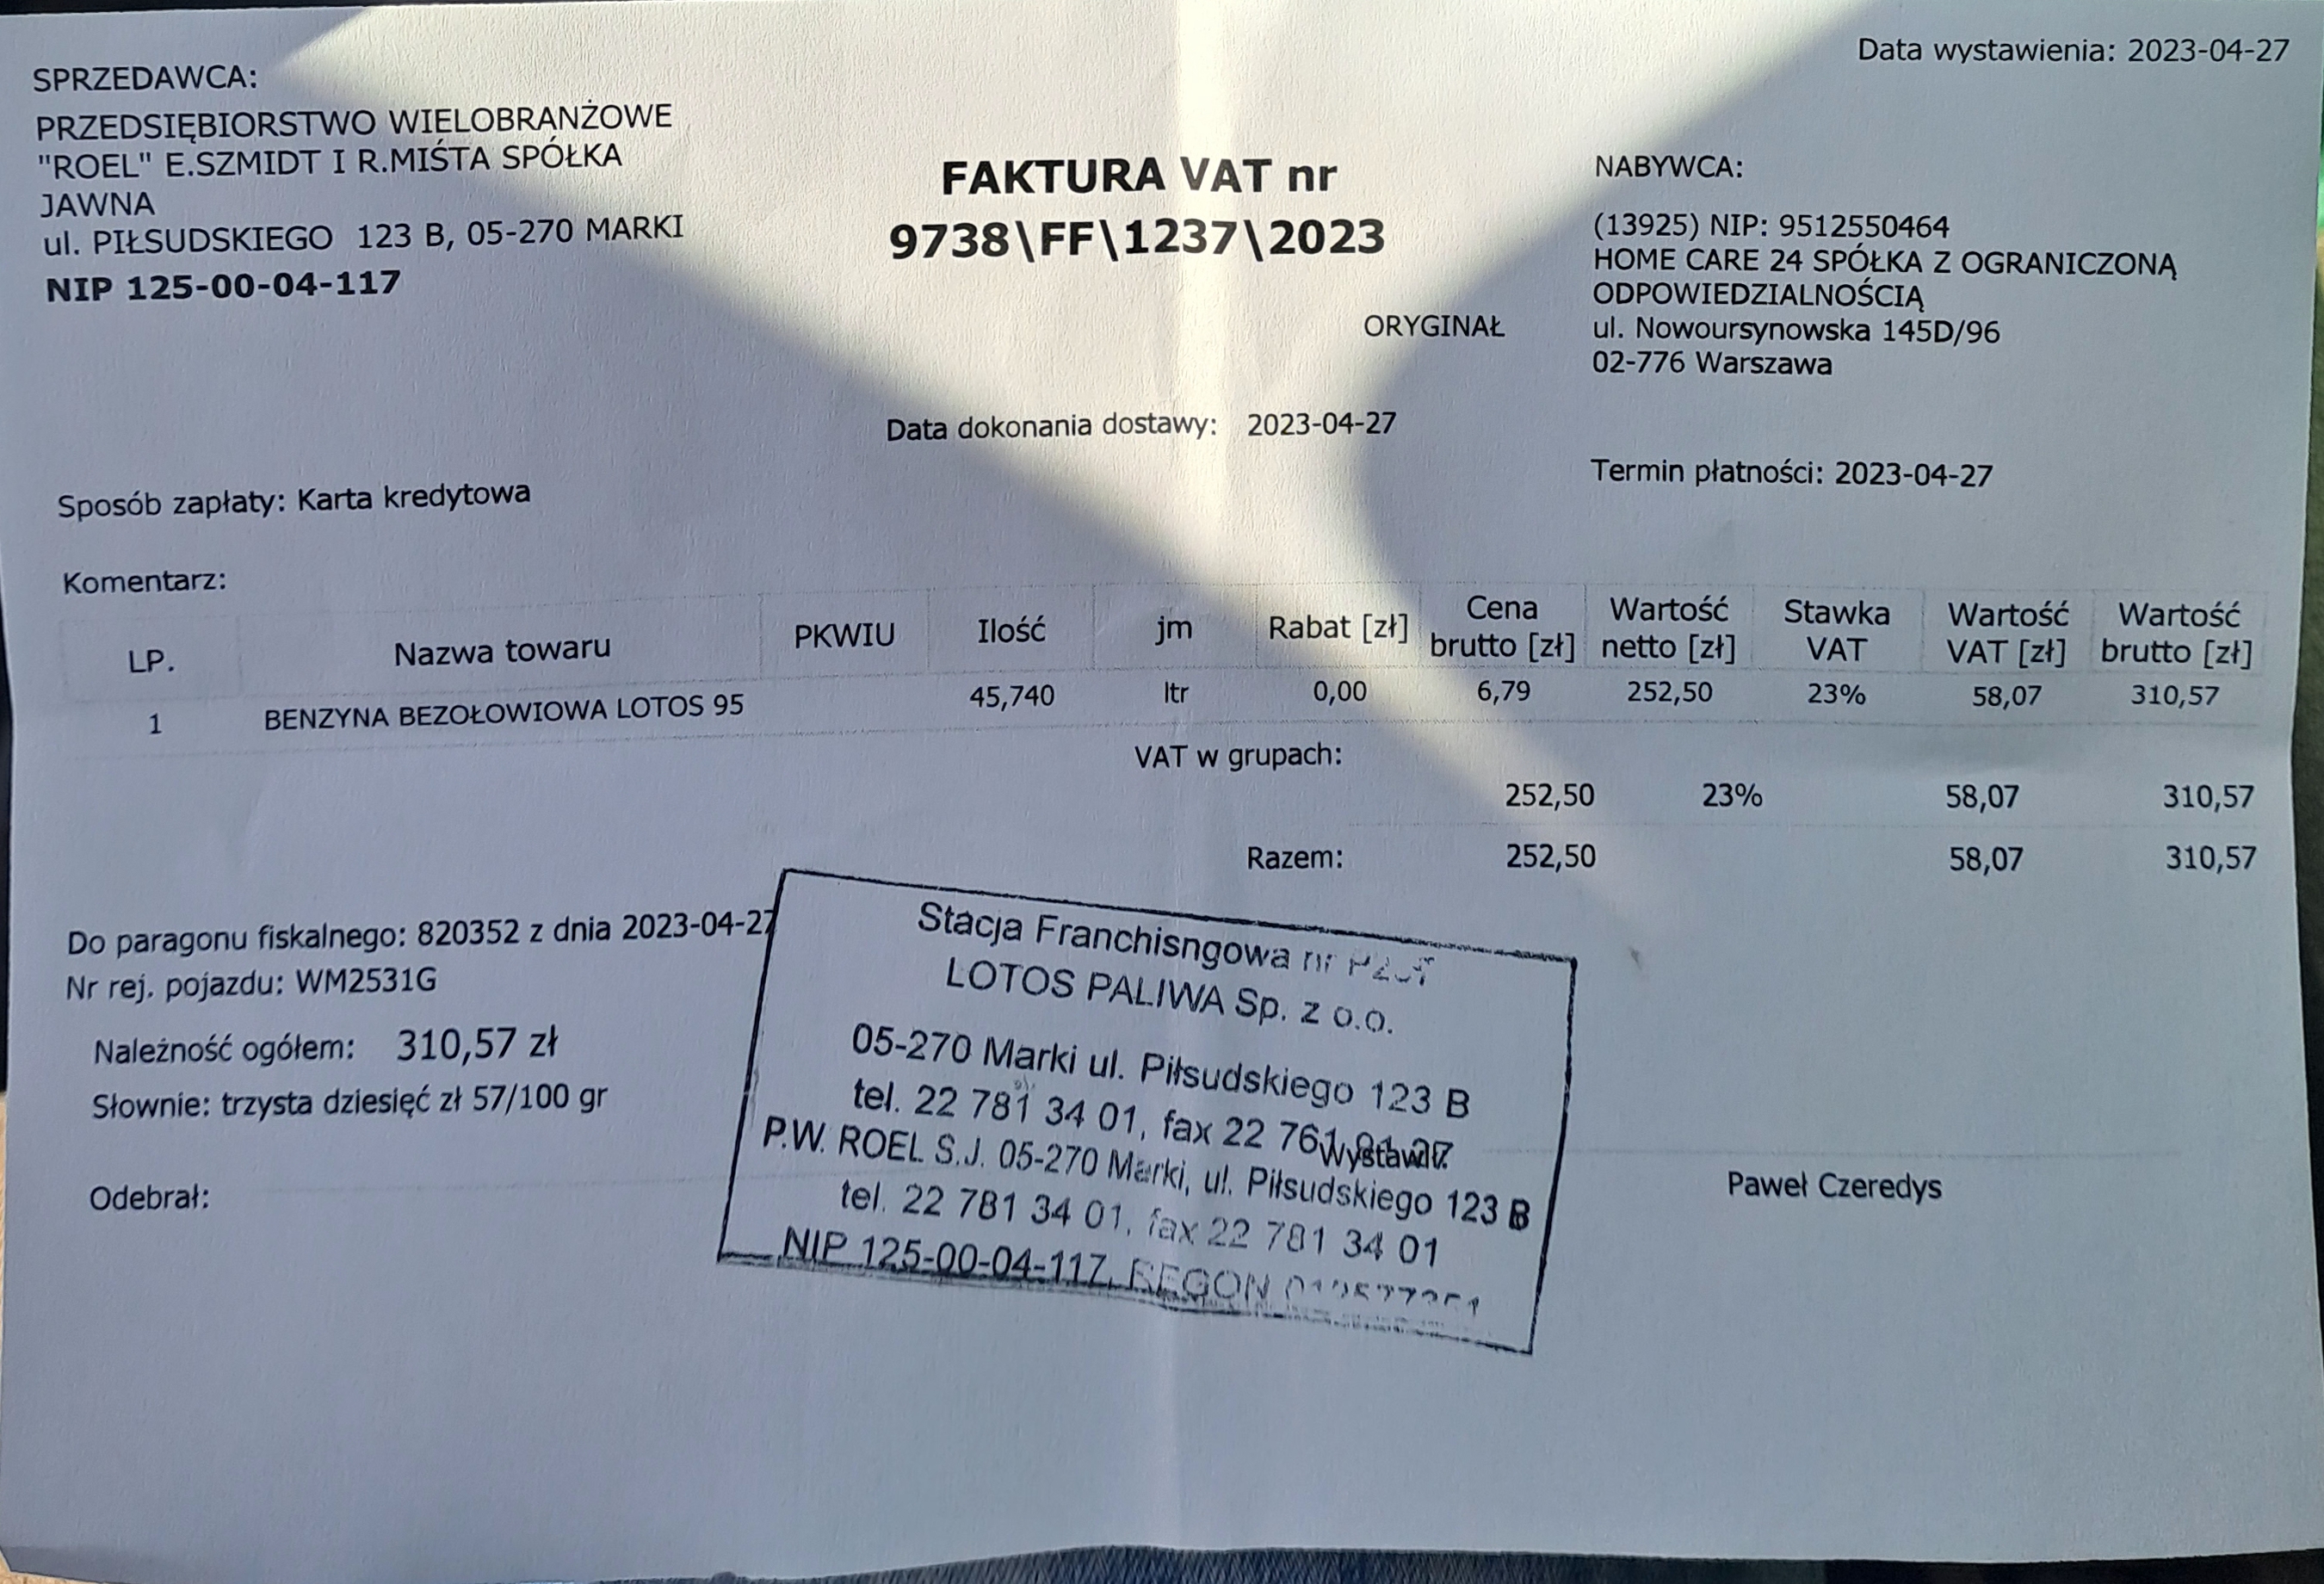 Data wystawienia: 2023-04-27
SPRZEDAWCA:
PRZEDSIĘBIORSTWO WIELOBRANŻOWE
"ROEL" E.SZMIDT I R.MIŚTA SPÓŁKA
JAWNA
ul. PIŁSUDSKIEGO 123 B, 05-270 MARKI
NIP 125-00-04-117
FAKTURA VAT nr
9738\FF\1237\2023
ORYGINAŁ
NABYWCA:
(13925) NIP: 9512550464
HOME CARE 24 SPÓŁKA Z OGRANICZONĄ
ODPOWIEDZIALNOŚCIĄ
ul. Nowoursynowska 145D/96
02-776 Warszawa
Data dokonania dostawy: 2023-04-27
Termin płatności: 2023-04-27
Sposób zapłaty: Karta kredytowa
Komentarz:
LP. Nazwa towaru PKWIU Ilość jm Rabat [zł] Cena brutto [zł] Wartość netto [zł] Stawka VAT Wartość VAT [zł] Wartość brutto [zł]
1 BENZYNA BEZOŁOWIOWA LOTOS 95 45,740 ltr 0,00 6,79 252,50 23% 58,07 310,57
VAT w grupach:
252,50 23% 58,07 310,57
Razem: 252,50 58,07 310,57
Do paragonu fiskalnego: 820352 z dnia 2023-04-27
Nr rej. pojazdu: WM2531G
Należność ogółem: 310,57 zł
Słownie: trzysta dziesięć zł 57/100 gr
Odebrał:
Stacja Franchisngowa nr
LOTOS PALIWA Sp. z o.o.
05-270 Marki ul. Piłsudskiego 123 B
tel. 22 781 34 01, fax 22
P.W. ROEL S.J. 05-270 Marki, ul. Piłsudskiego 123 B
tel. 22 781 34 01, fax 22 781 34 01
NIP 125-00-04-117, REGON
Wystawił:
Paweł Czeredys